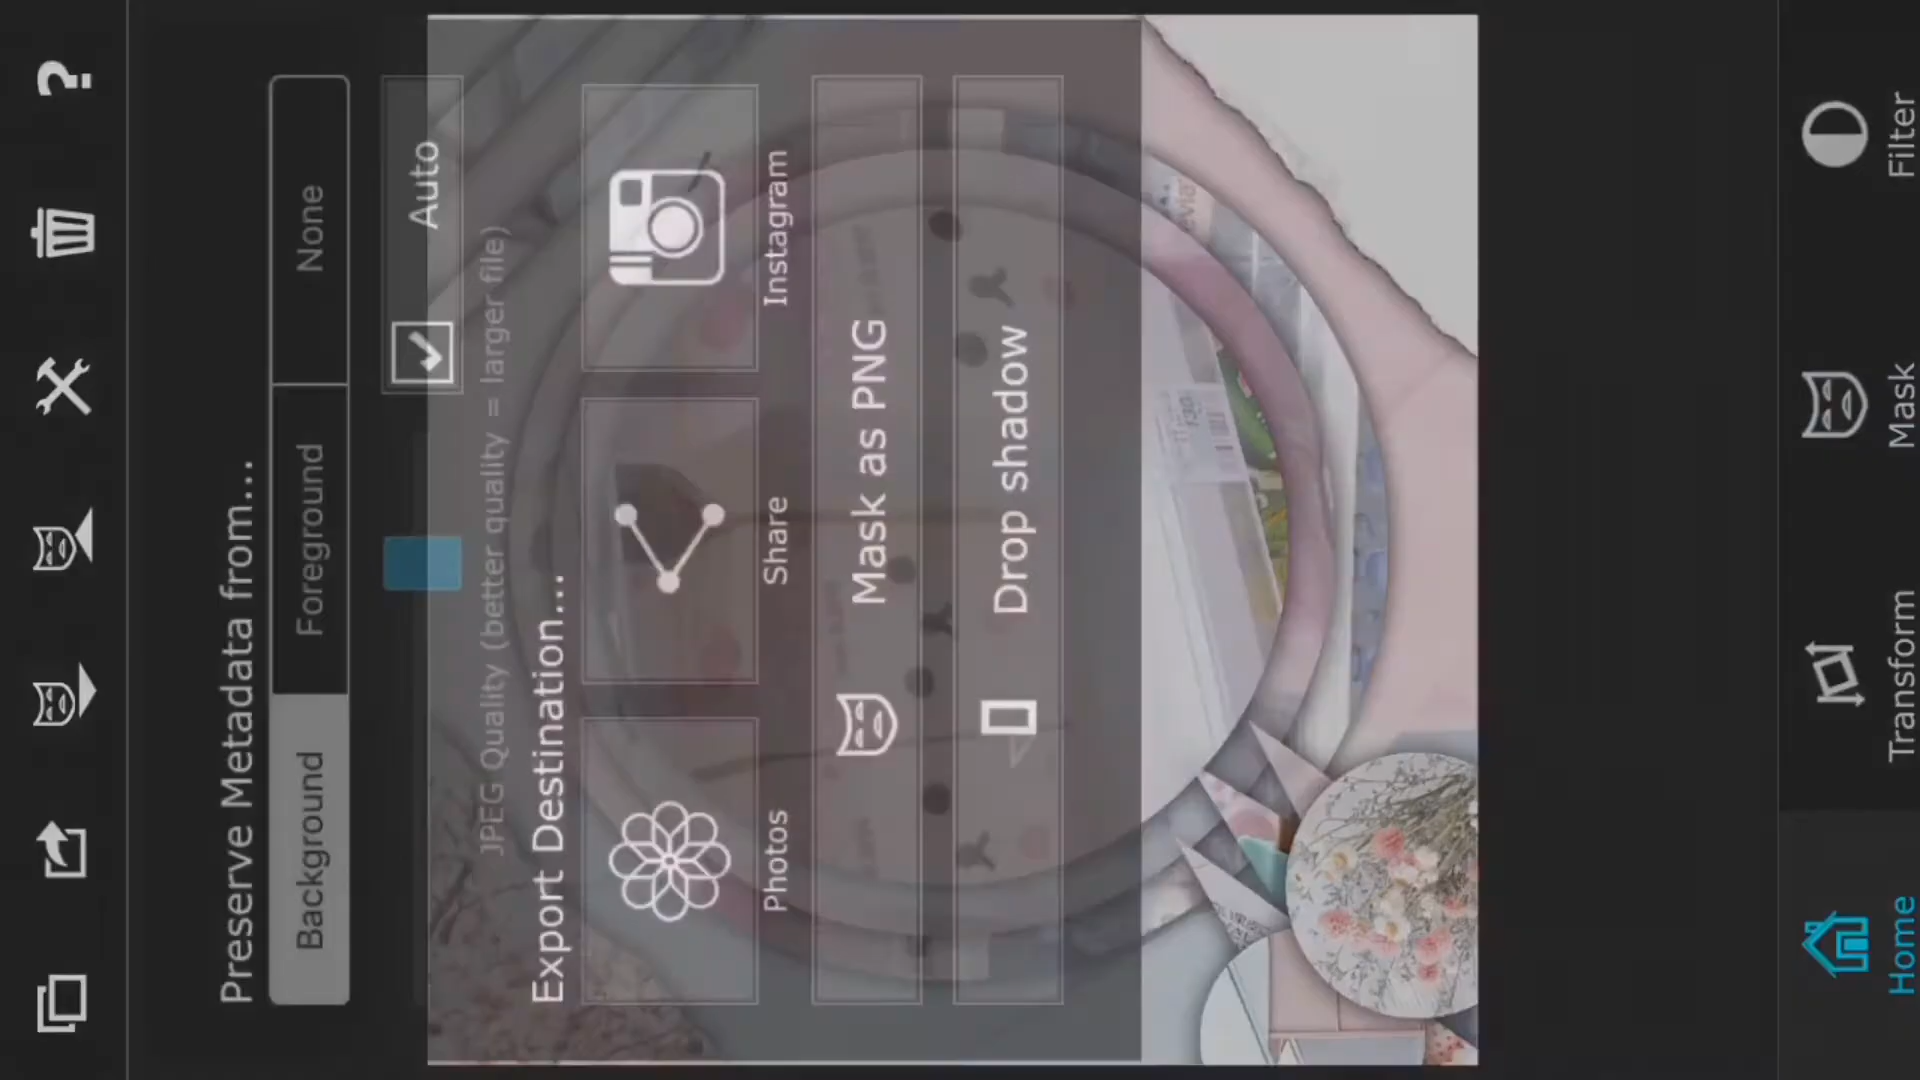 ?
Preserve Metadata from...
Background
Foreground
None
Auto
JPEG Quality (better quality = larger file)
Export Destination...
Photos
Share
Instagram
Mask as PNG
Drop shadow
Home
Transform
Mask
Filter